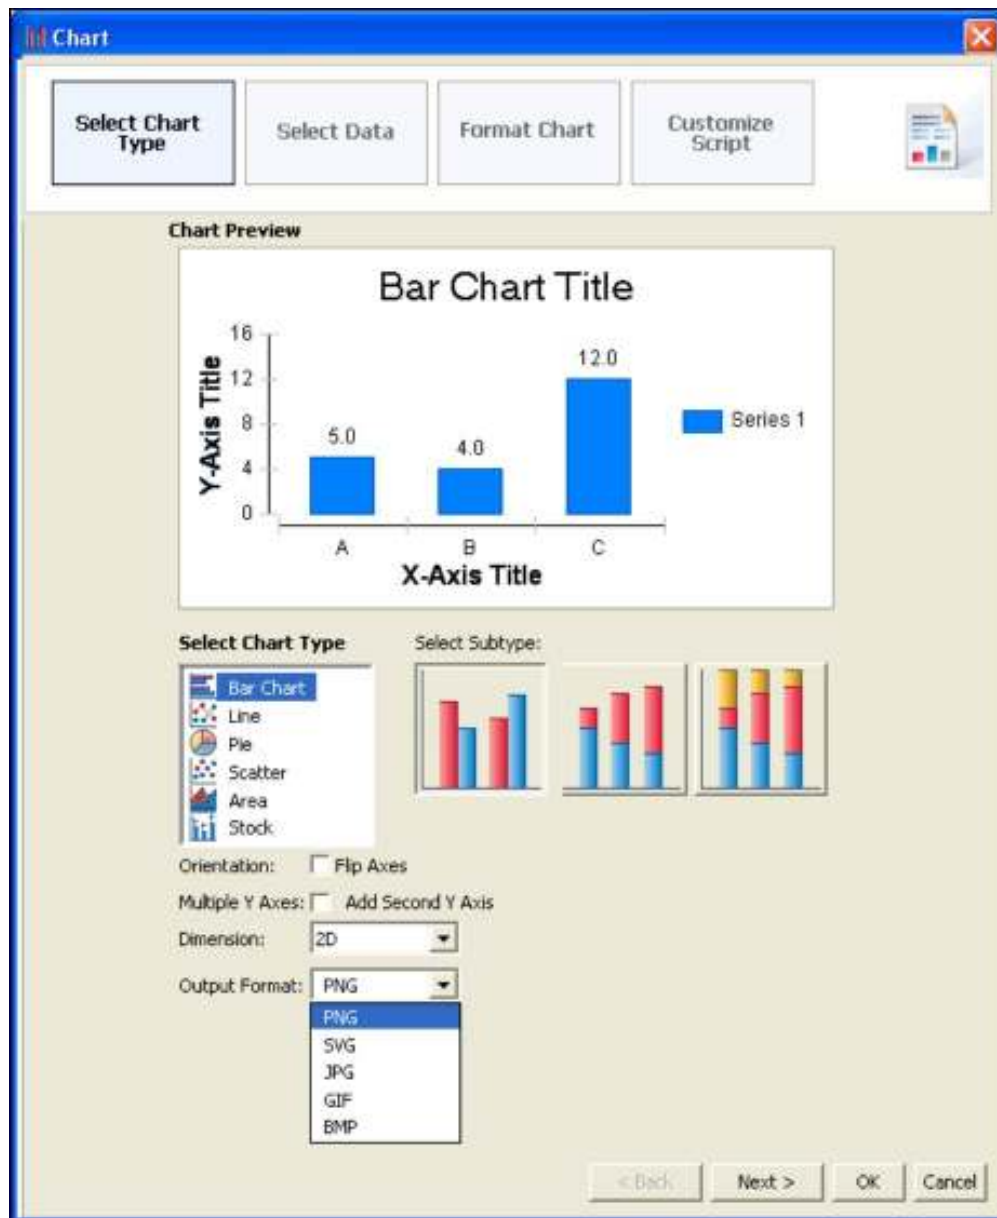 Chart
Select Chart
Type
Select Data
Format Chart
Customize
Script
Chart Preview
Bar Chart Title
Y-Axis Title
16
12
8
4
0
5.0
4.0
12.0
Series 1
A B C
X-Axis Title
Select Chart Type
Select Subtype:
Bar Chart
Line
Pie
Scatter
Area
Stock
Orientation: Flip Axes
Multiple Y Axes: Add Second Y Axis
Dimension: 2D
Output Format: PNG
PNG
SVG
JPG
GIF
BMP
< Back Next > OK Cancel